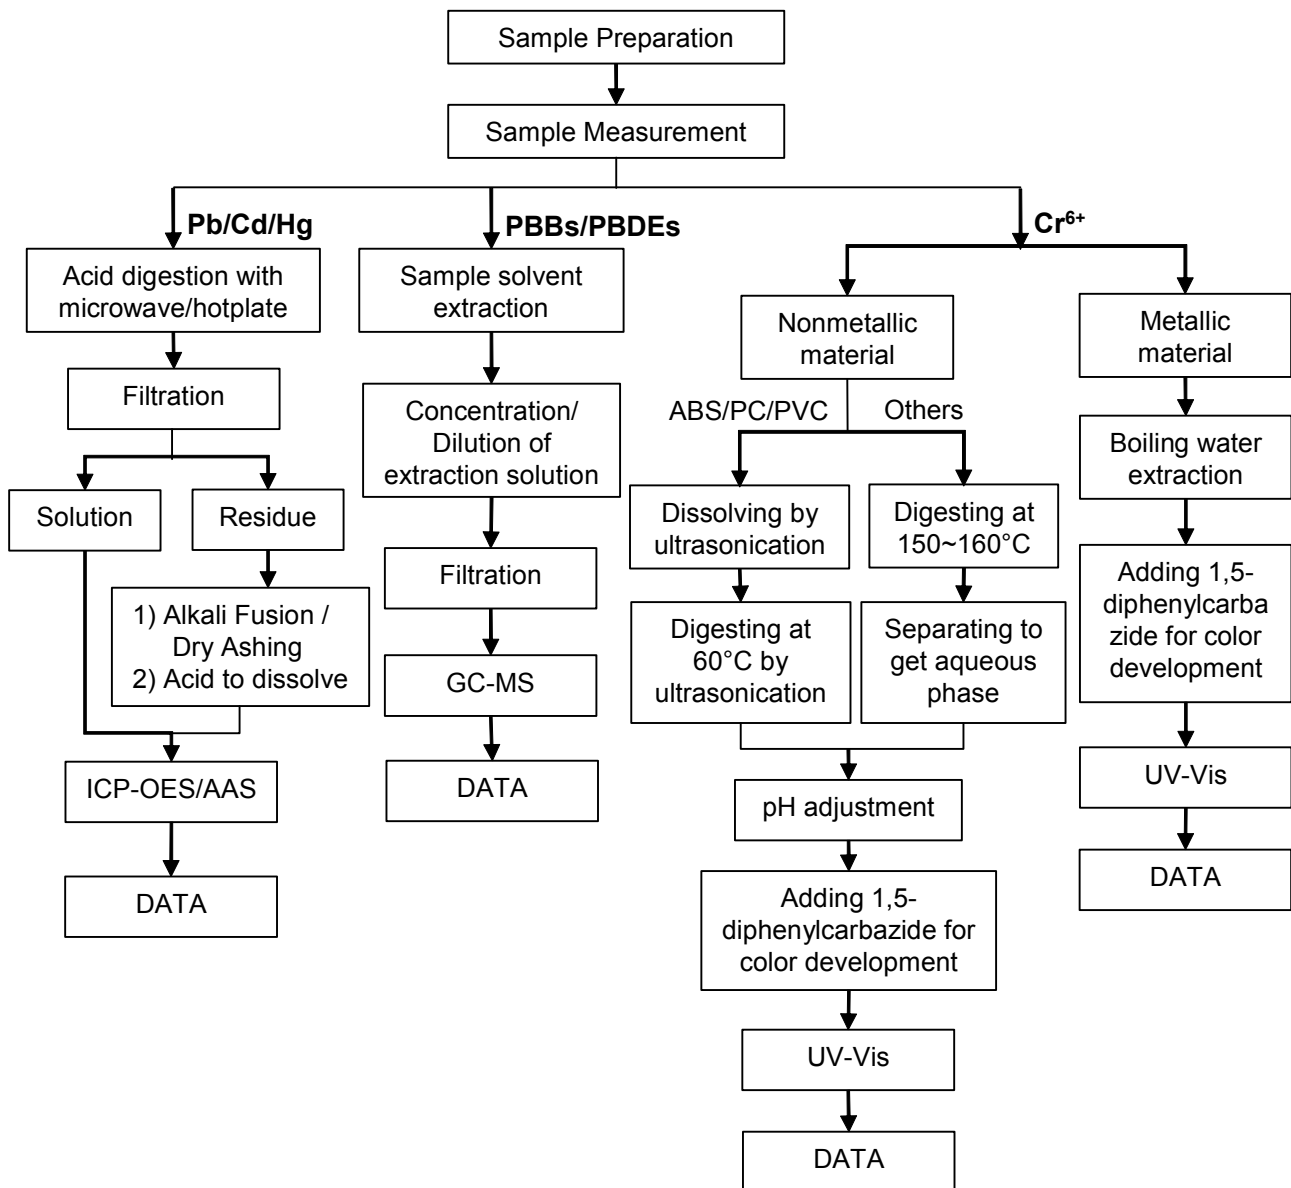 Sample Preparation
Sample Measurement
Pb/Cd/Hg
PBBs/PBDEs
Cr⁶⁺
Acid digestion with
microwave/hotplate
Filtration
Solution
Residue
1) Alkali Fusion /
Dry Ashing
2) Acid to dissolve
ICP-OES/AAS
DATA
Sample solvent
extraction
Concentration/
Dilution of
extraction solution
Filtration
GC-MS
DATA
Nonmetallic
material
ABS/PC/PVC
Others
Dissolving by
ultrasonication
Digesting at
60°C by
ultrasonication
Digesting at
150~160°C
Separating to
get aqueous
phase
pH adjustment
Adding 1,5-
diphenylcarbazide for
color development
UV-Vis
DATA
Metallic
material
Boiling water
extraction
Adding 1,5-
diphenylcarba
zide for color
development
UV-Vis
DATA